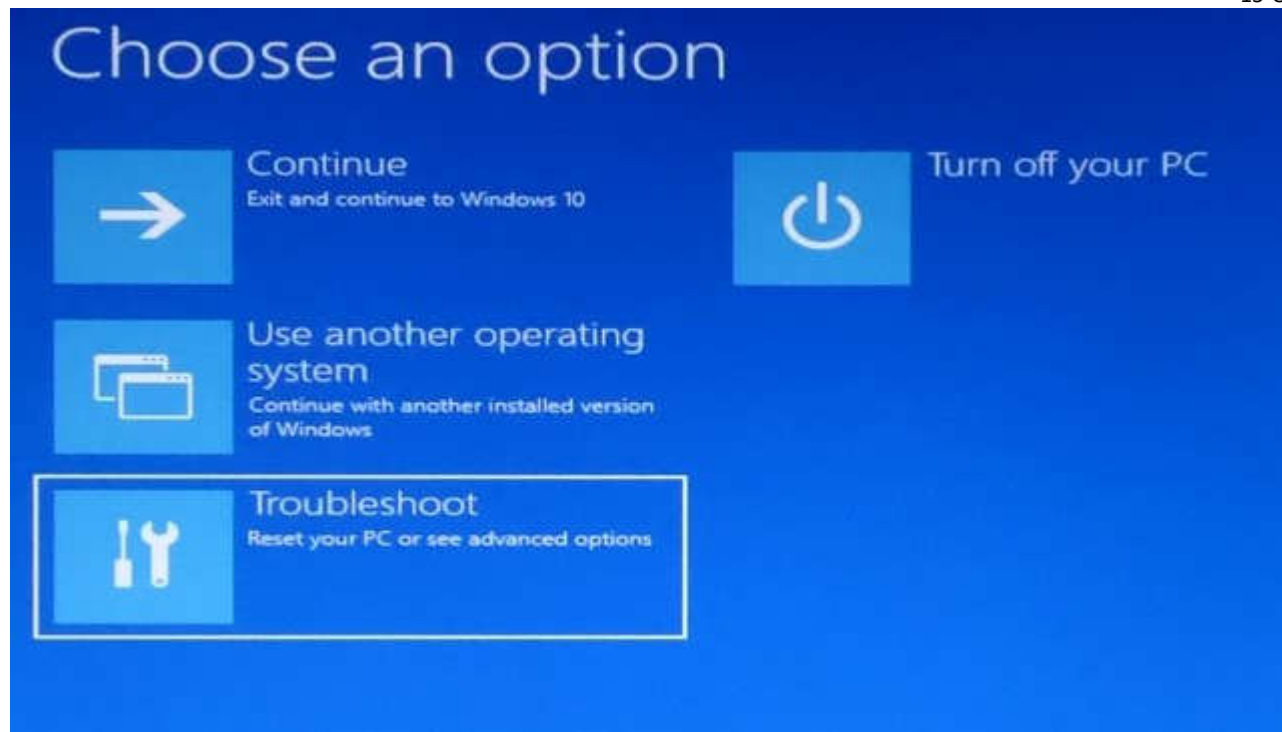 Choose an option
Continue
Exit and continue to Windows 10
Turn off your PC
Use another operating
system
Continue with another installed version
of Windows
Troubleshoot
Reset your PC or see advanced options